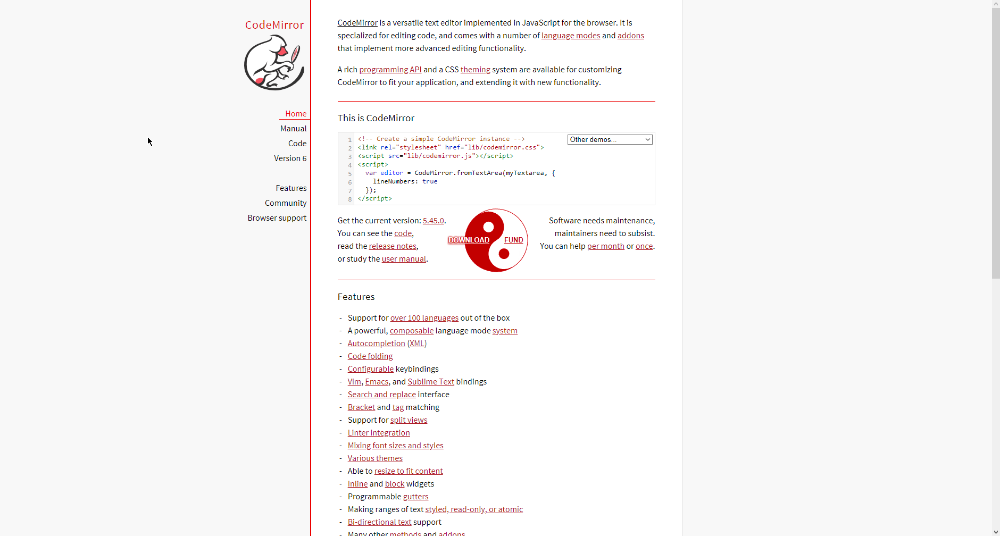 CodeMirror
Home
Manual
Code
Version 6
Features
Community
Browser support
CodeMirror is a versatile text editor implemented in JavaScript for the browser. It is
specialized for editing code, and comes with a number of language modes and addons
that implement more advanced editing functionality.
A rich programming API and a CSS theming system are available for customizing
CodeMirror to fit your application, and extending it with new functionality.
This is CodeMirror
Other demos...
1 <!-- Create a simple CodeMirror instance -->
2 <link rel="stylesheet" href="lib/codemirror.css">
3 <script src="lib/codemirror.js"></script>
4 <script>
5 var editor = CodeMirror.fromTextArea(myTextarea, {
6 lineNumbers: true
7 });
8 </script>
Get the current version: 5.45.0.
You can see the code,
read the release notes,
or study the user manual.
DOWNLOAD
FUND
Software needs maintenance,
maintainers need to subsist.
You can help per month or once.
Features
- Support for over 100 languages out of the box
- A powerful, composable language mode system
- Autocompletion (XML)
- Code folding
- Configurable keybindings
- Vim, Emacs, and Sublime Text bindings
- Search and replace interface
- Bracket and tag matching
- Support for split views
- Linter integration
- Mixing font sizes and styles
- Various themes
- Able to resize to fit content
- Inline and block widgets
- Programmable gutters
- Making ranges of text styled, read-only, or atomic
- Bi-directional text support
- Many other methods and addons